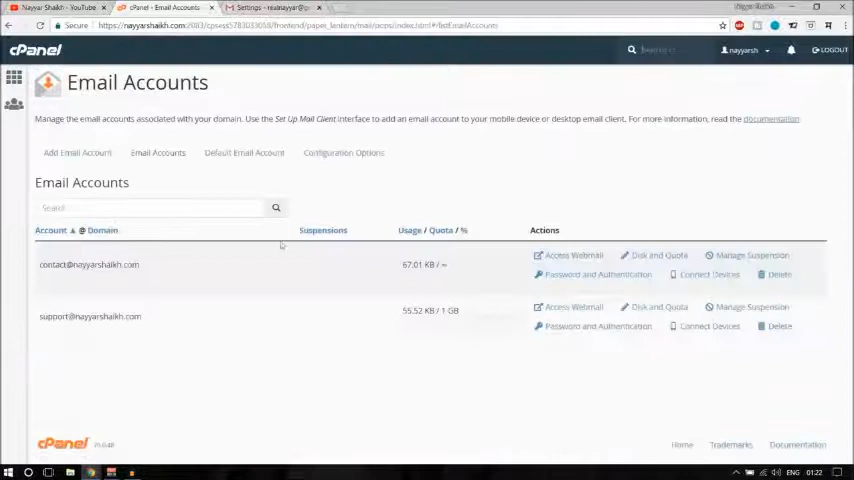 Nayyar Shaikh - YouTube
cPanel - Email Accounts
Secure
cPanel
nayyarsh
LOGOUT
Email Accounts
Manage the email accounts associated with your domain. Use the Set Up Mail Client interface to add an email account to your mobile device or desktop email client. For more information, read the documentation
Add Email Account Email Accounts Default Email Account Configuration Options
Email Accounts
Search
Account ▲ @ Domain Suspensions Usage / Quota / % Actions
contact@nayyarshaikh.com 67.01 KB / ∞ Access Webmail Disk and Quota Manage Suspension
Password and Authentication Connect Devices Delete
support@nayyarshaikh.com 55.52 KB / 1 GB Access Webmail Disk and Quota Manage Suspension
Password and Authentication Connect Devices Delete
cPanel Home Trademarks Documentation
ENG 01:22